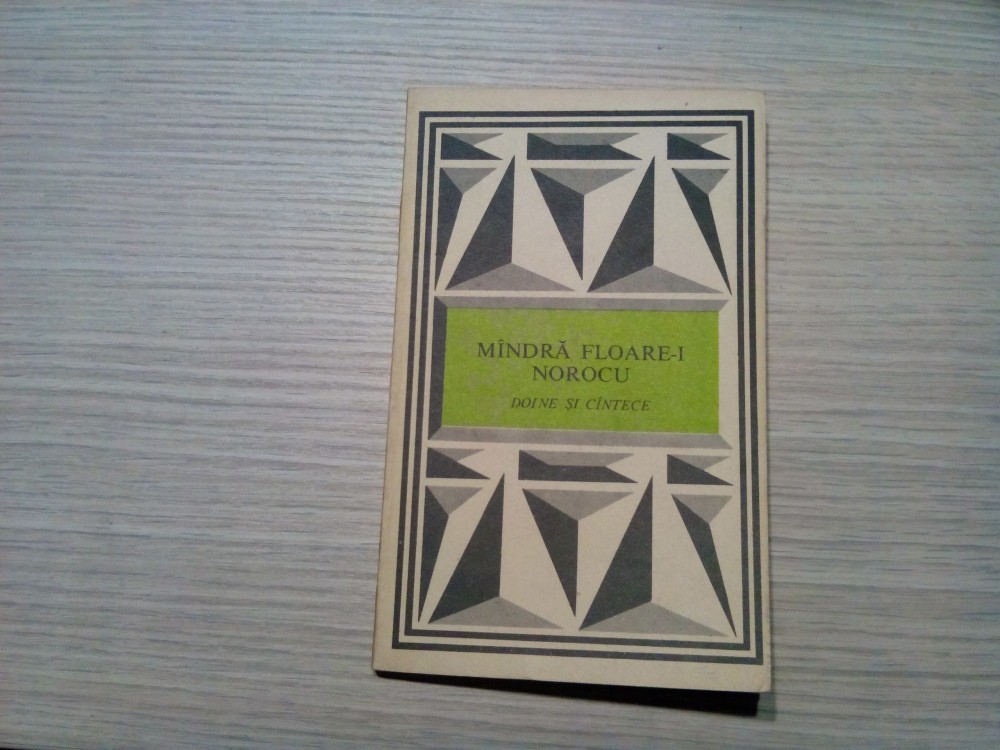 MÎNDRĂ FLOARE-I
NOROCU
DOINE ȘI CÎNTECE